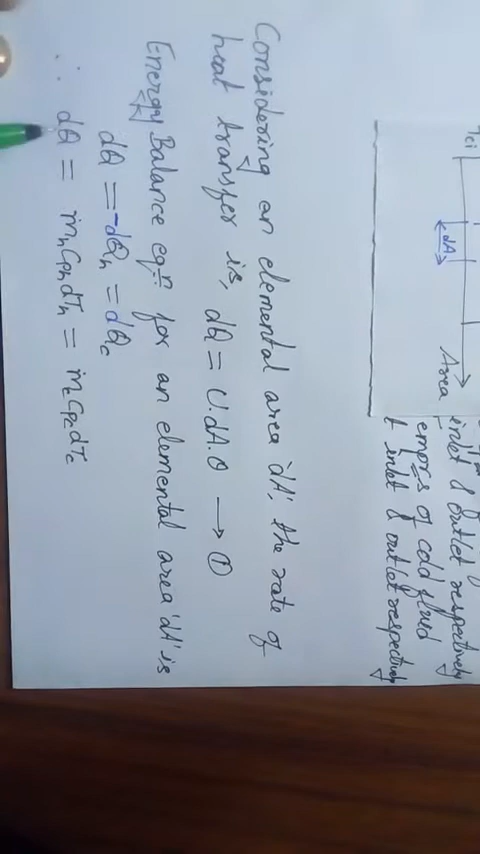 Tci
dA
Area
inlet & outlet respectively
temprs of cold fluid
t inlet & outlet respectively
Considering an elemental area 'dA', the rate of
heat transfer is, dQ = U.dA.θ → ①
Energy Balance eqn for an elemental area 'dA' is
dQ = -dQh = dQc
∴ dQ = ṁh Cph dTh = ṁc Cpc dTc